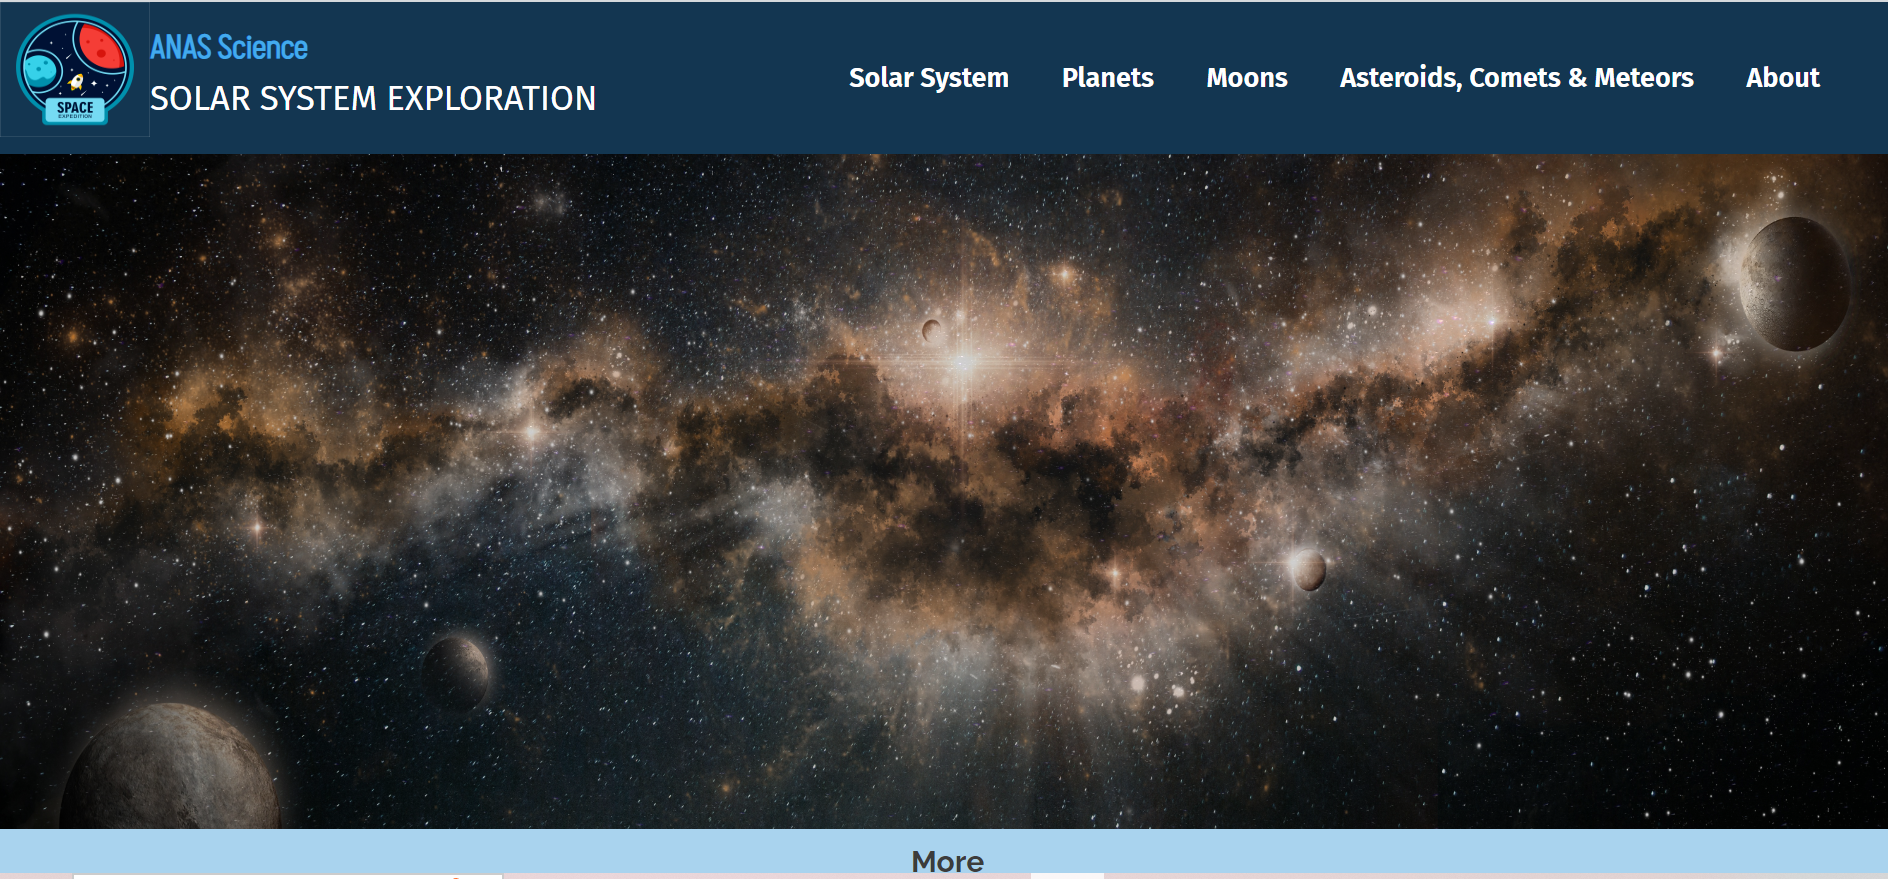 SPACE
EXPEDITION
ANAS Science
SOLAR SYSTEM EXPLORATION
Solar System
Planets
Moons
Asteroids, Comets & Meteors
About
More